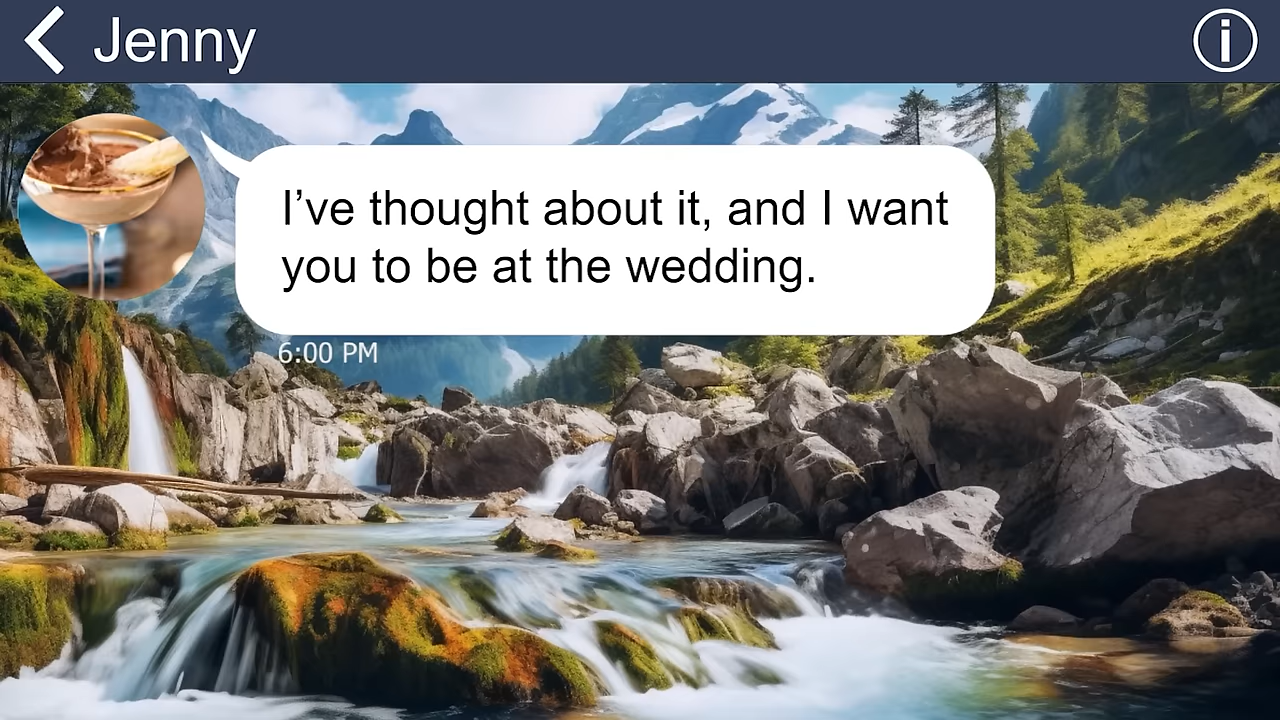 Jenny
I’ve thought about it, and I want
you to be at the wedding.
6:00 PM